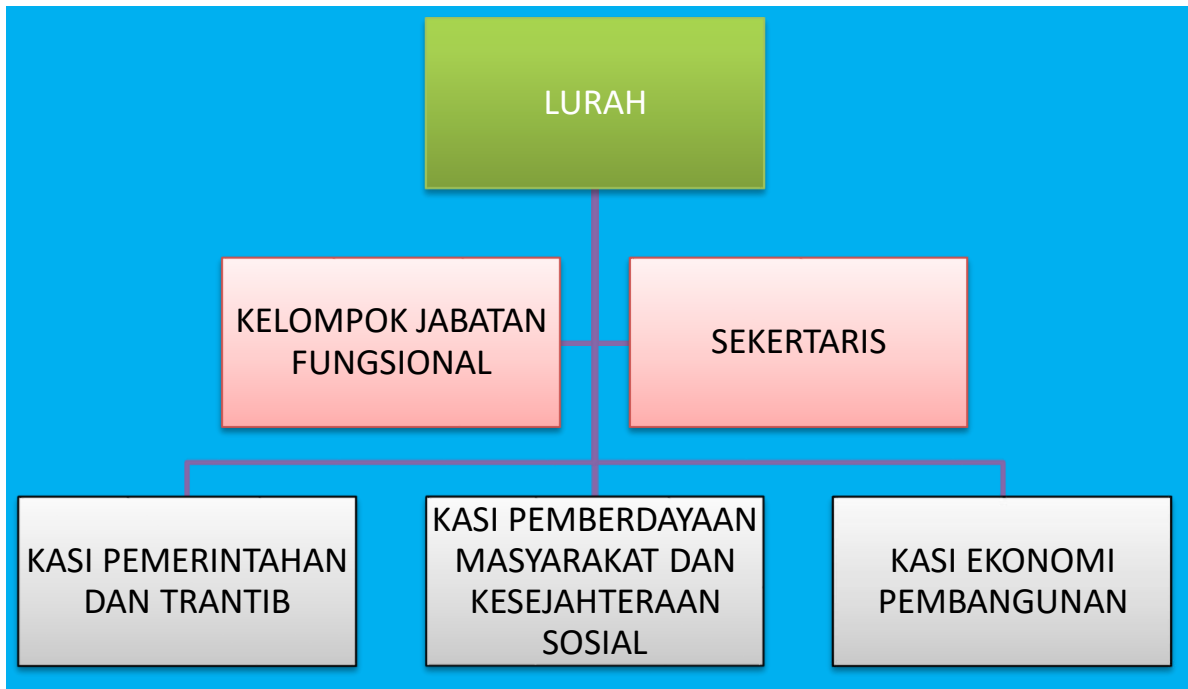 LURAH
KELOMPOK JABATAN
FUNGSIONAL
SEKERTARIS
KASI PEMERINTAHAN
DAN TRANTIB
KASI PEMBERDAYAAN
MASYARAKAT DAN
KESEJAHTERAAN
SOSIAL
KASI EKONOMI
PEMBANGUNAN